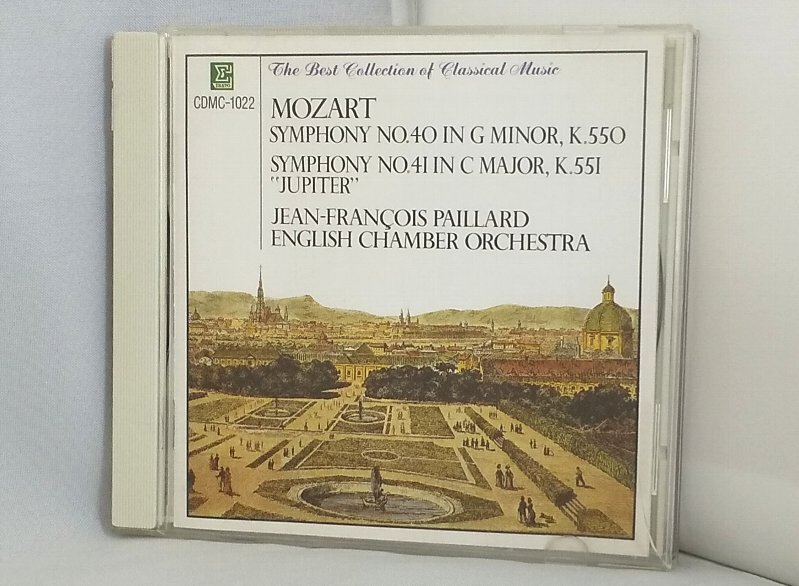 The Best Collection of Classical Music
ERATO
CDMC-1022
MOZART
SYMPHONY NO.40 IN G MINOR, K.550
SYMPHONY NO.41 IN C MAJOR, K.551
"JUPITER"
JEAN-FRANÇOIS PAILLARD
ENGLISH CHAMBER ORCHESTRA